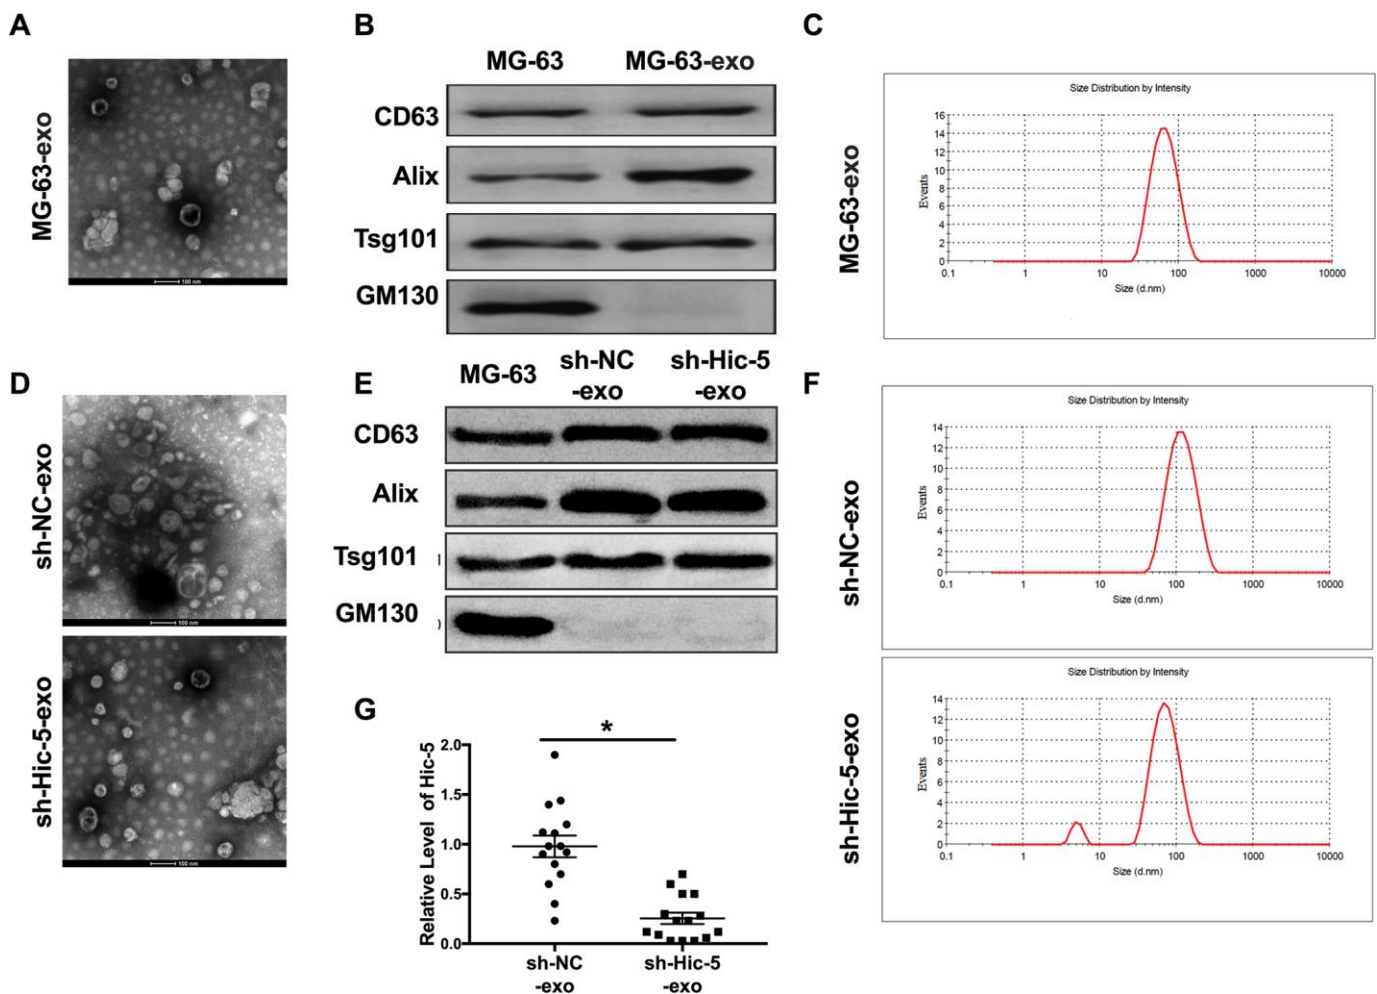 A
MG-63-exo
100 nm
B
MG-63 MG-63-exo
CD63
Alix
Tsg101
GM130
C
MG-63-exo
Size Distribution by Intensity
Events
16
14
12
10
8
6
4
2
0
0.1 1 10 100 1000 10000
Size (d.nm)
D
sh-NC-exo
100 nm
sh-Hic-5-exo
100 nm
E
MG-63 sh-NC sh-Hic-5
-exo -exo
CD63
Alix
Tsg101
GM130
F
sh-NC-exo
Size Distribution by Intensity
Events
14
12
10
8
6
4
2
0
0.1 1 10 100 1000 10000
Size (d.nm)
sh-Hic-5-exo
Size Distribution by Intensity
Events
14
12
10
8
6
4
2
0
0.1 1 10 100 1000 10000
Size (d.nm)
G
Relative Level of Hic-5
*
2.0
1.5
1.0
0.5
0.0
sh-NC sh-Hic-5
-exo -exo